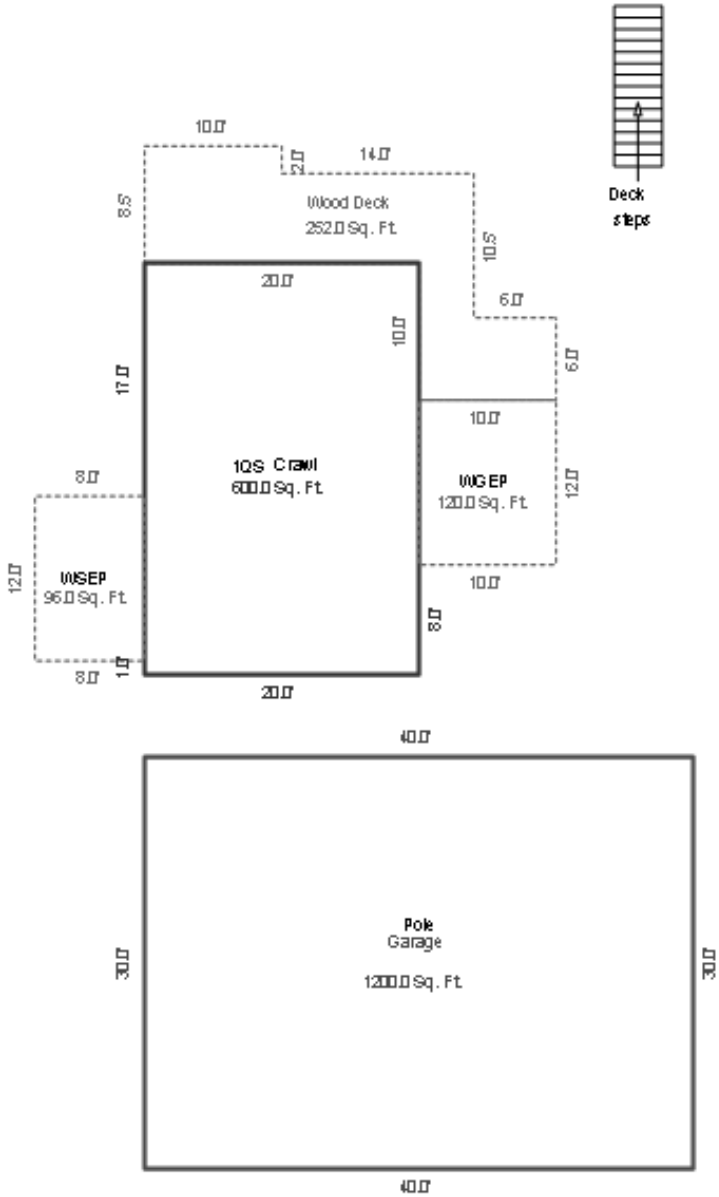 10.0'
2.0'
14.0'
8.5'
Wood Deck
252.0 Sq. Ft.
10.5'
Deck
steps
20.0'
6.0'
10.0'
6.0'
17.0'
10.0'
1QS Crawl
600.0 Sq. Ft.
WGEP
120.0 Sq. Ft.
12.0'
8.0'
12.0'
WSEP
96.0 Sq. Ft.
10.0'
8.0'
1.0'
8.0'
20.0'
40.0'
Pole
Garage
1200.0 Sq. Ft.
30.0'
30.0'
40.0'